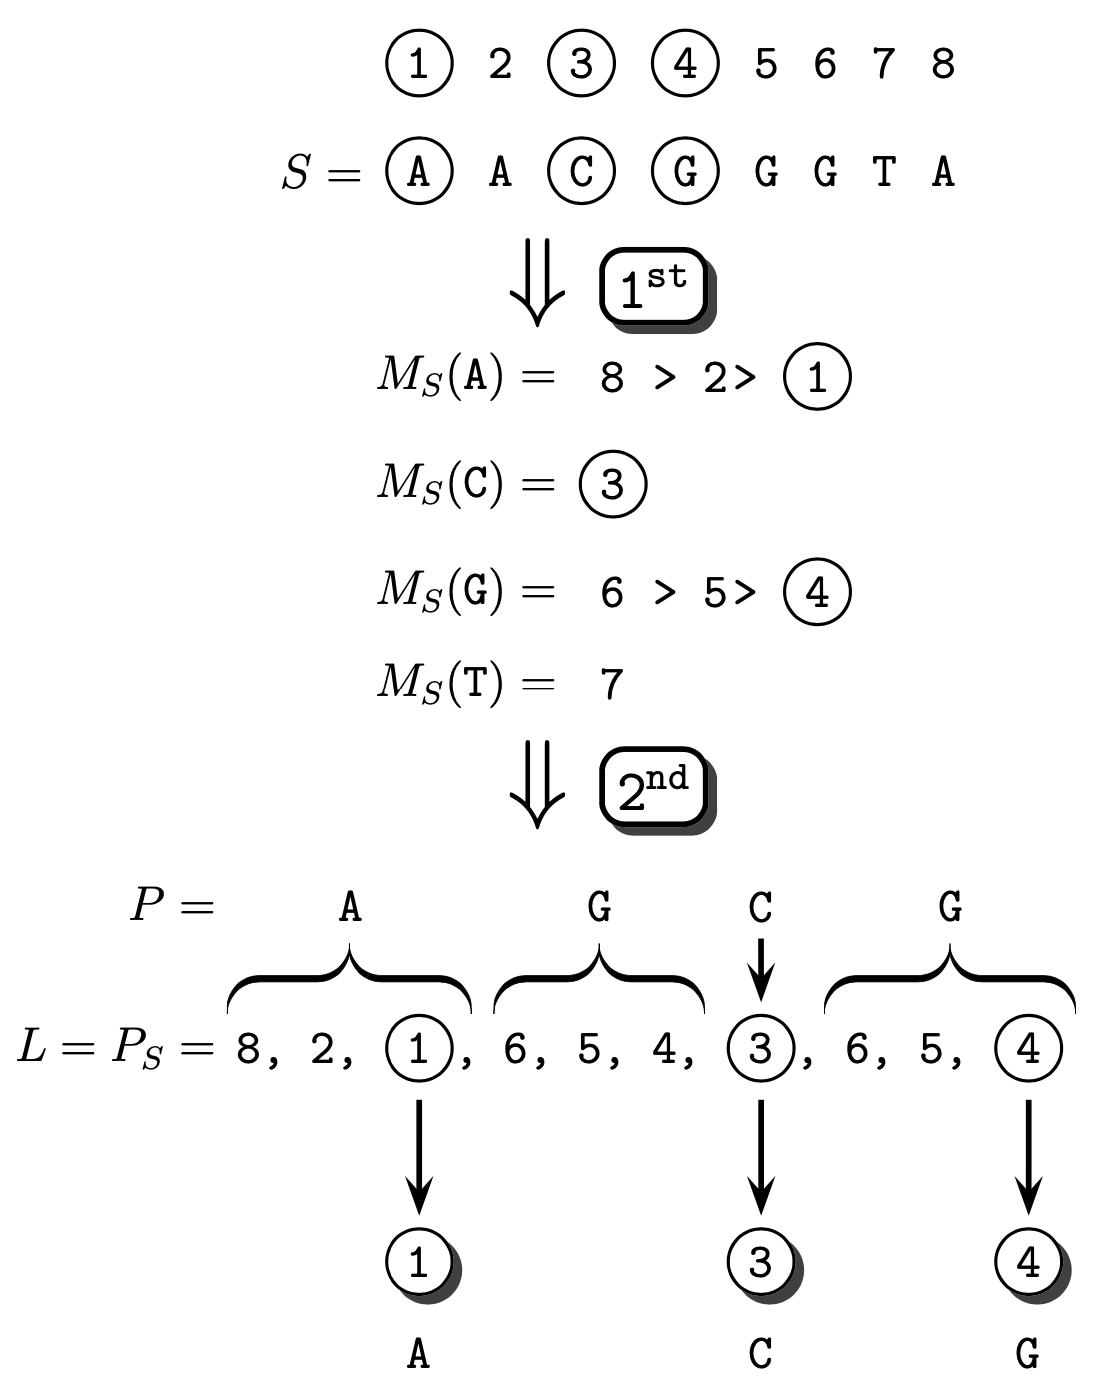 1 2 3 4 5 6 7 8
S = A A C G G G T A
1st
M_S(A) = 8 > 2> 1
M_S(C) = 3
M_S(G) = 6 > 5> 4
M_S(T) = 7
2nd
P = A G C G
L = P_S = 8, 2, 1, 6, 5, 4, 3, 6, 5, 4
1 3 4
A C G